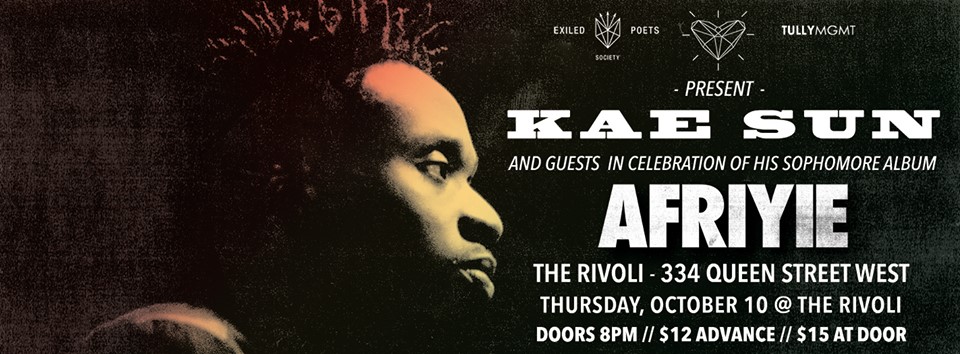 EXILED POETS
SOCIETY
TULLYMGMT
- PRESENT -
KAE SUN
AND GUESTS IN CELEBRATION OF HIS SOPHOMORE ALBUM
AFRIYIE
THE RIVOLI - 334 QUEEN STREET WEST
THURSDAY, OCTOBER 10 @ THE RIVOLI
DOORS 8PM // $12 ADVANCE // $15 AT DOOR